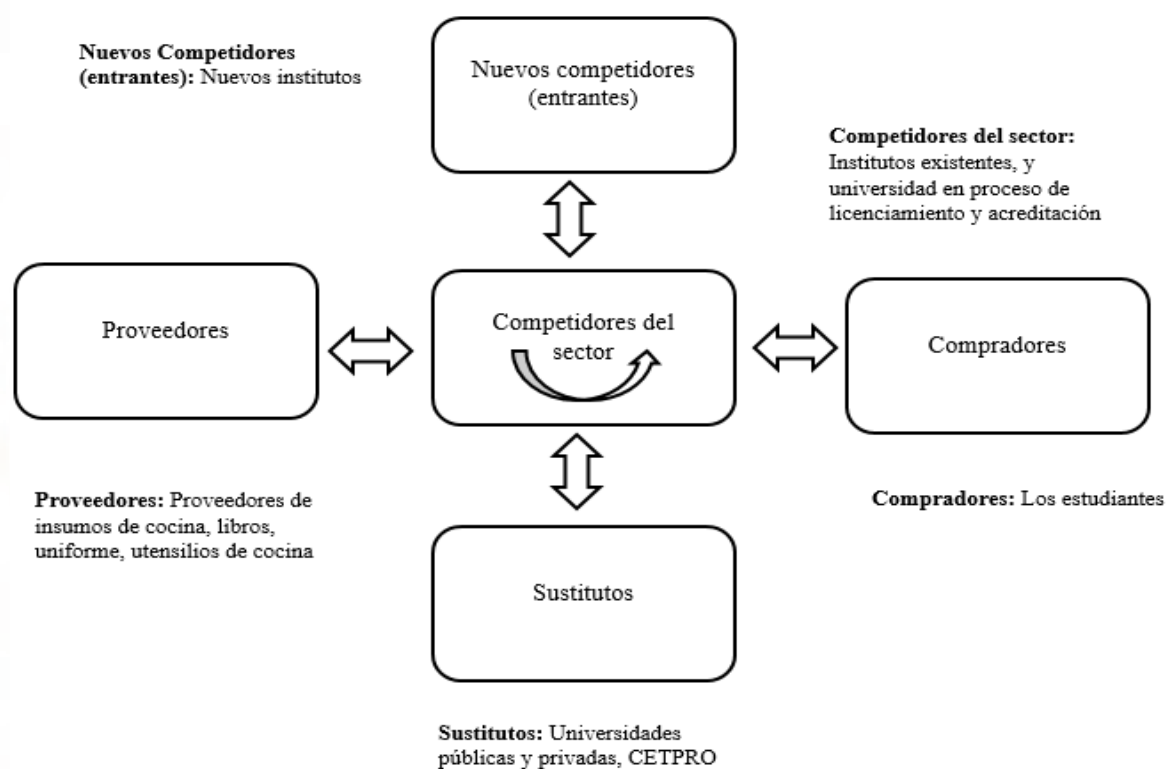 Nuevos Competidores
(entrantes): Nuevos institutos
Nuevos competidores
(entrantes)
Competidores del sector:
Institutos existentes, y
universidad en proceso de
licenciamiento y acreditación
Proveedores
Competidores del
sector
Compradores
Proveedores: Proveedores de
insumos de cocina, libros,
uniforme, utensilios de cocina
Compradores: Los estudiantes
Sustitutos
Sustitutos: Universidades
públicas y privadas, CETPRO